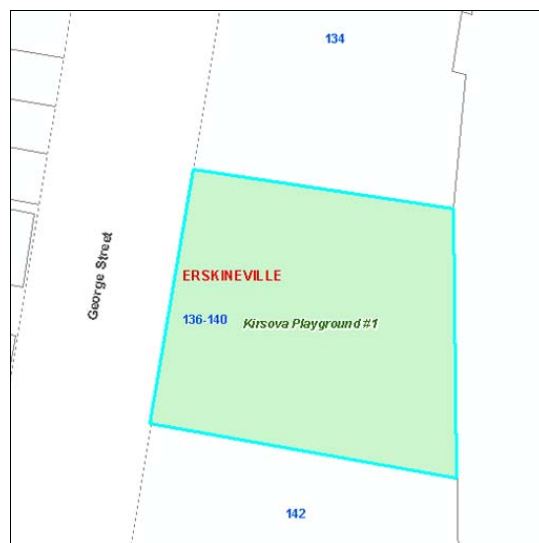 134
George Street
ERSKINEVILLE
136-140
Kirsova Playground #1
142